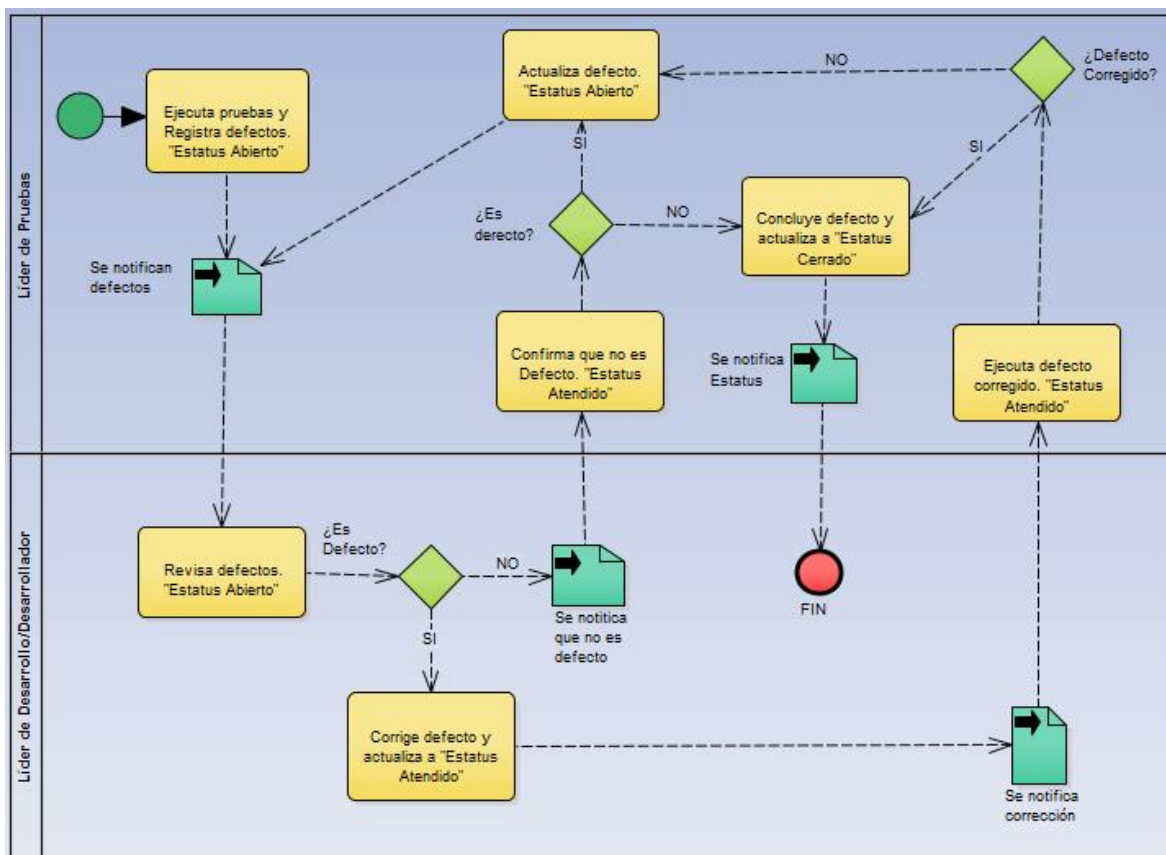 Líder de Pruebas
Ejecuta pruebas y
Registra defectos.
"Estatus Abierto"
Actualiza defecto.
"Estatus Abierto"
NO
¿Defecto
Corregido?
SI
SI
¿Es
derecto?
NO
Concluye defecto y
actualiza a "Estatus
Cerrado"
Se notifican
defectos
Confirma que no es
Defecto. "Estatus
Atendido"
Se notifica
Estatus
Ejecuta defecto
corregido. "Estatus
Atendido"
Líder de Desarrollo/Desarrollador
Revisa defectos.
"Estatus Abierto"
¿Es
Defecto?
NO
SI
Se notitica
que no es
defecto
FIN
Corrige defecto y
actualiza a "Estatus
Atendido"
Se notifica
corrección